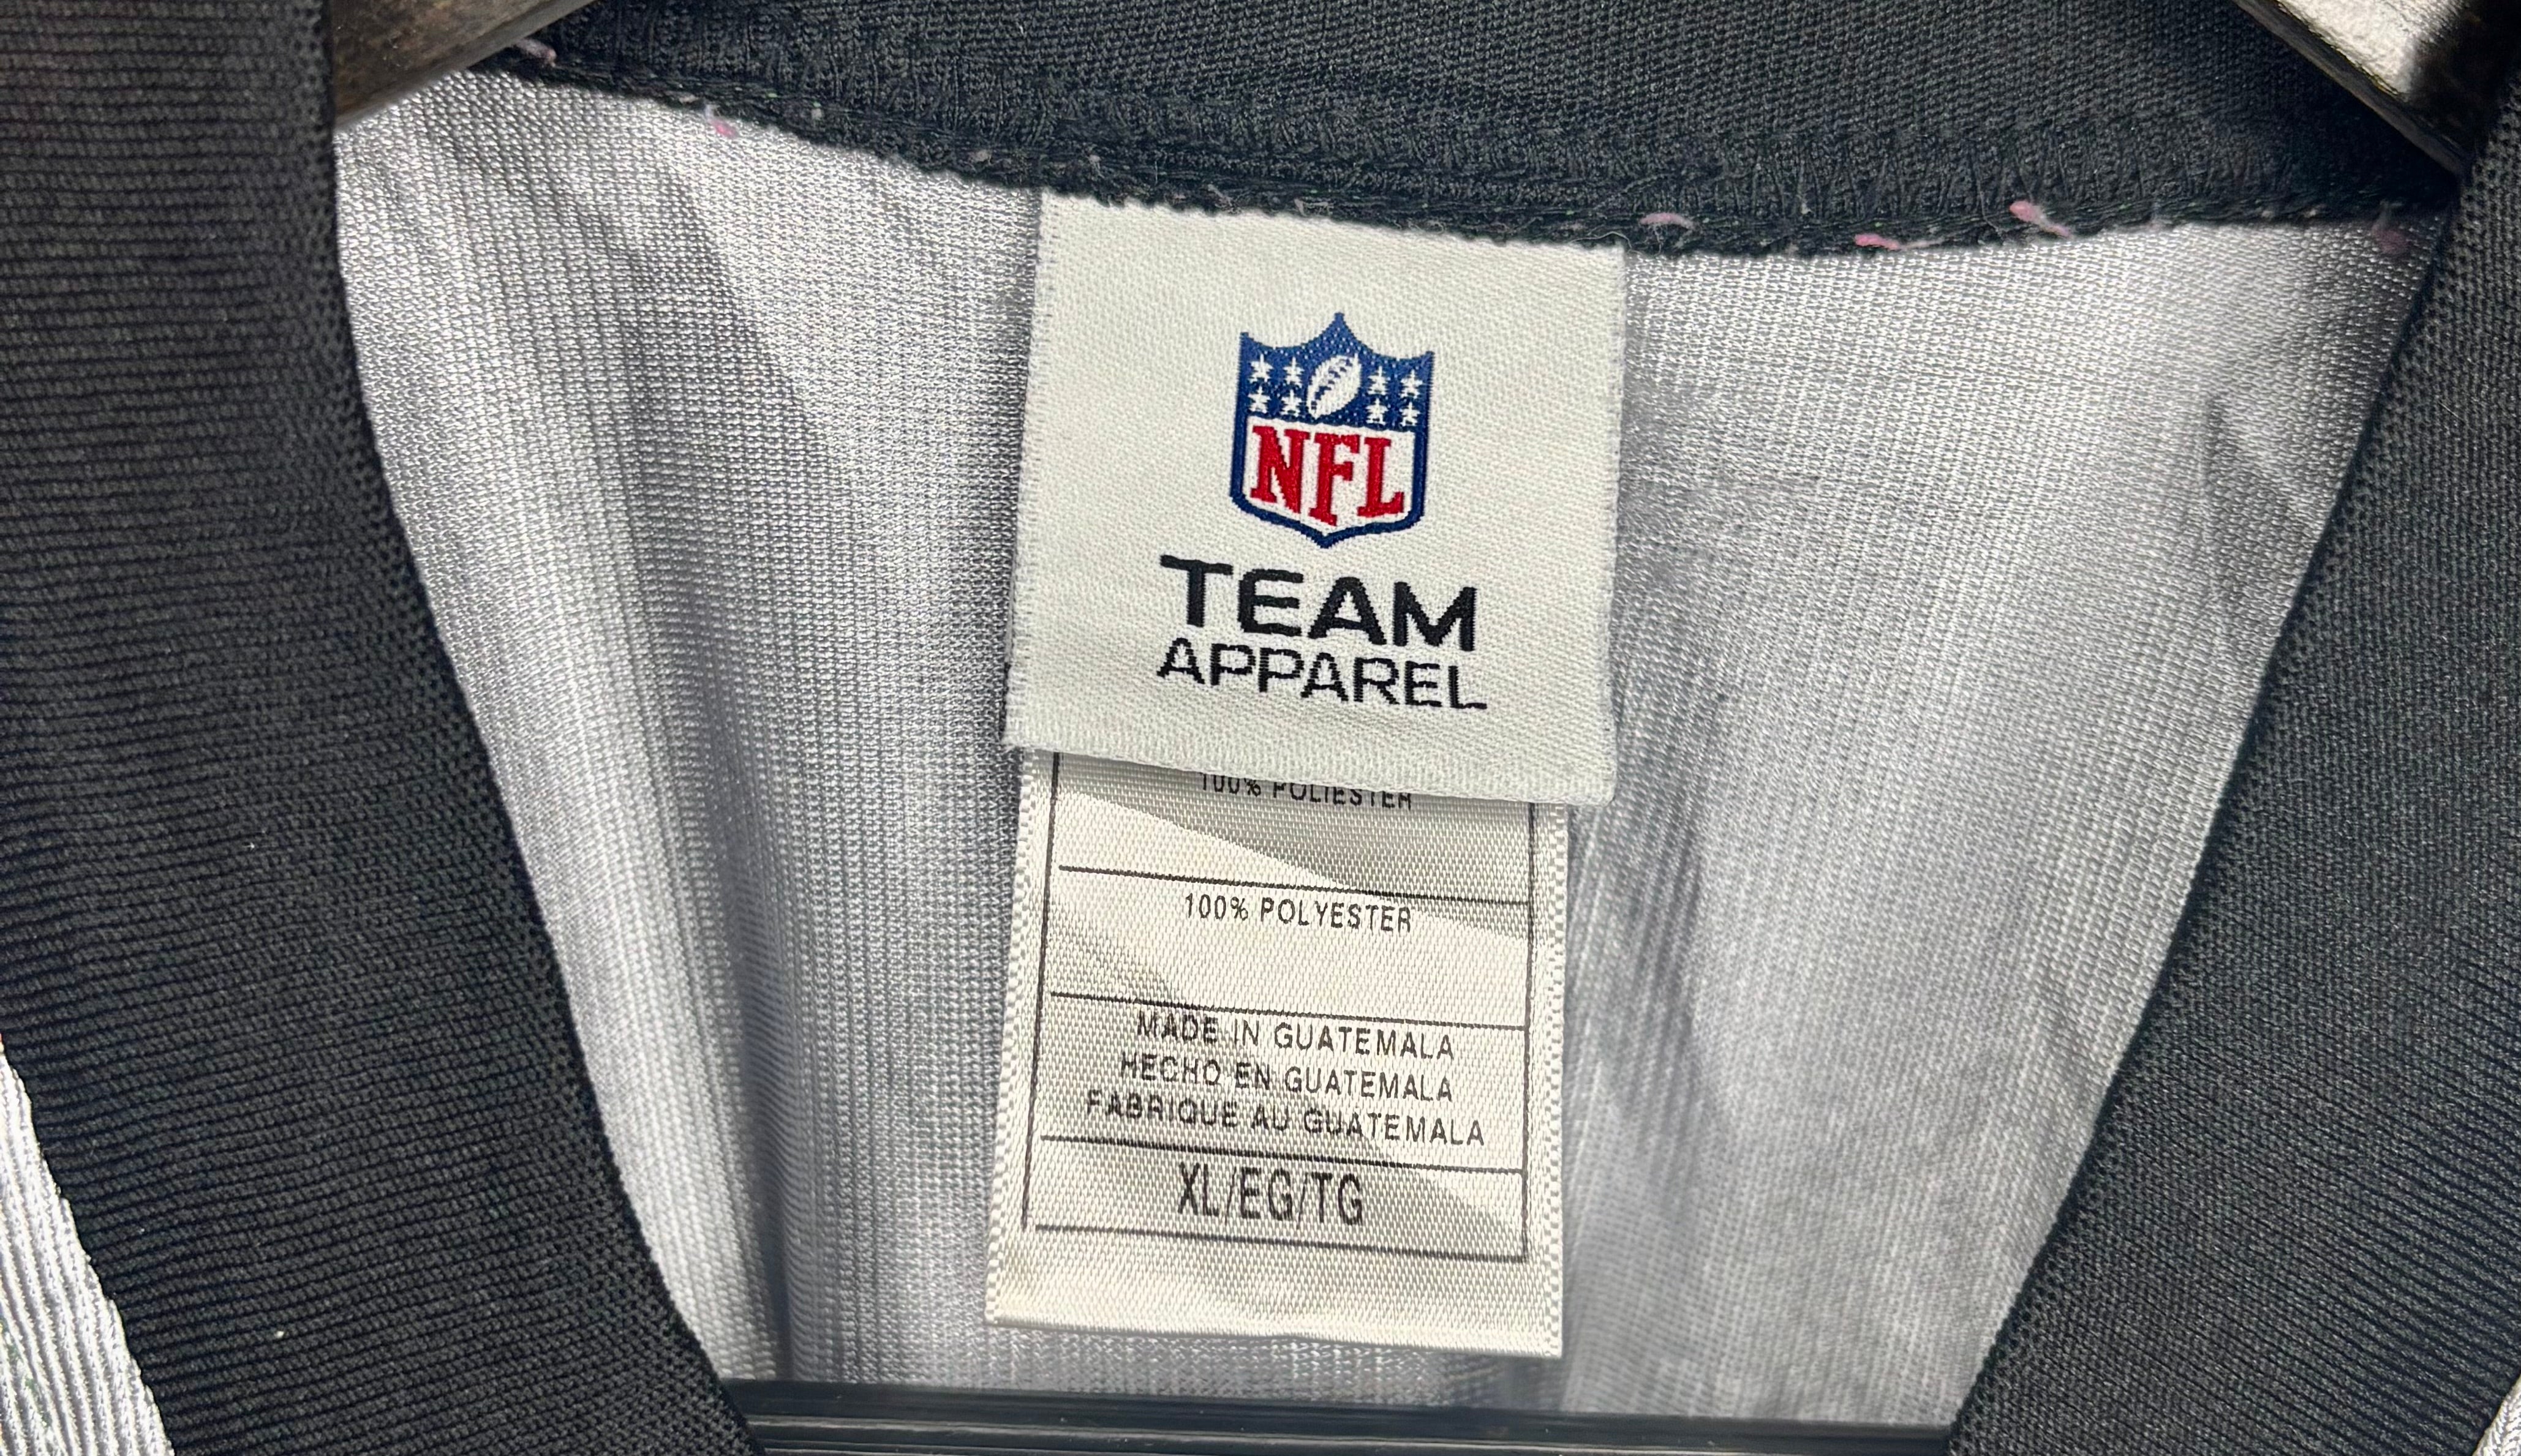 NFL
TEAM
APPAREL
100% POLIESTER
100% POLYESTER
MADE IN GUATEMALA
HECHO EN GUATEMALA
FABRIQUE AU GUATEMALA
XL/EG/TG